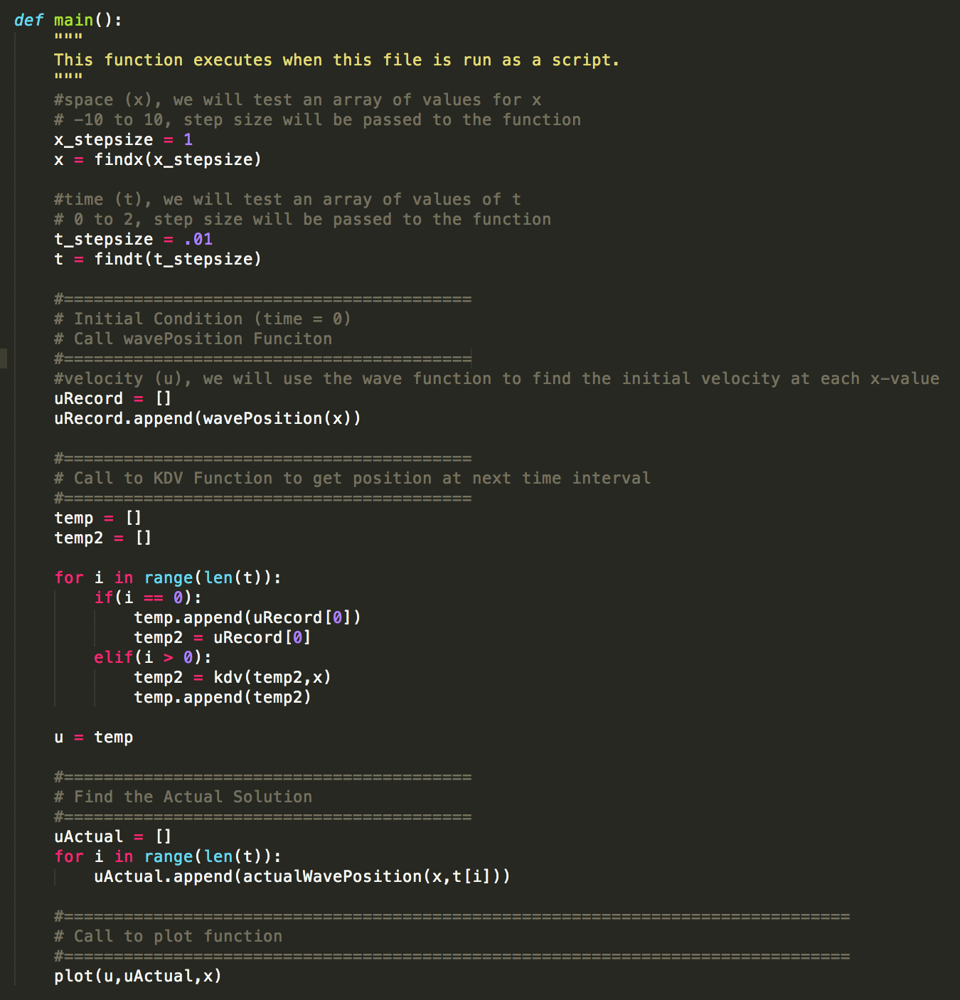 def main():
    """
    This function executes when this file is run as a script.
    """
    #space (x), we will test an array of values for x
    # -10 to 10, step size will be passed to the function
    x_stepsize = 1
    x = findx(x_stepsize)

    #time (t), we will test an array of values of t
    # 0 to 2, step size will be passed to the function
    t_stepsize = .01
    t = findt(t_stepsize)

    #=========================================
    # Initial Condition (time = 0)
    # Call wavePosition Funciton
    #=========================================
    #velocity (u), we will use the wave function to find the initial velocity at each x-value
    uRecord = []
    uRecord.append(wavePosition(x))

    #=========================================
    # Call to KDV Function to get position at next time interval
    #=========================================
    temp = []
    temp2 = []

    for i in range(len(t)):
        if(i == 0):
            temp.append(uRecord[0])
            temp2 = uRecord[0]
        elif(i > 0):
            temp2 = kdv(temp2,x)
            temp.append(temp2)

    u = temp

    #=========================================
    # Find the Actual Solution
    #=========================================
    uActual = []
    for i in range(len(t)):
        uActual.append(actualWavePosition(x,t[i]))

    #===============================================================================
    # Call to plot function
    #===============================================================================
    plot(u,uActual,x)